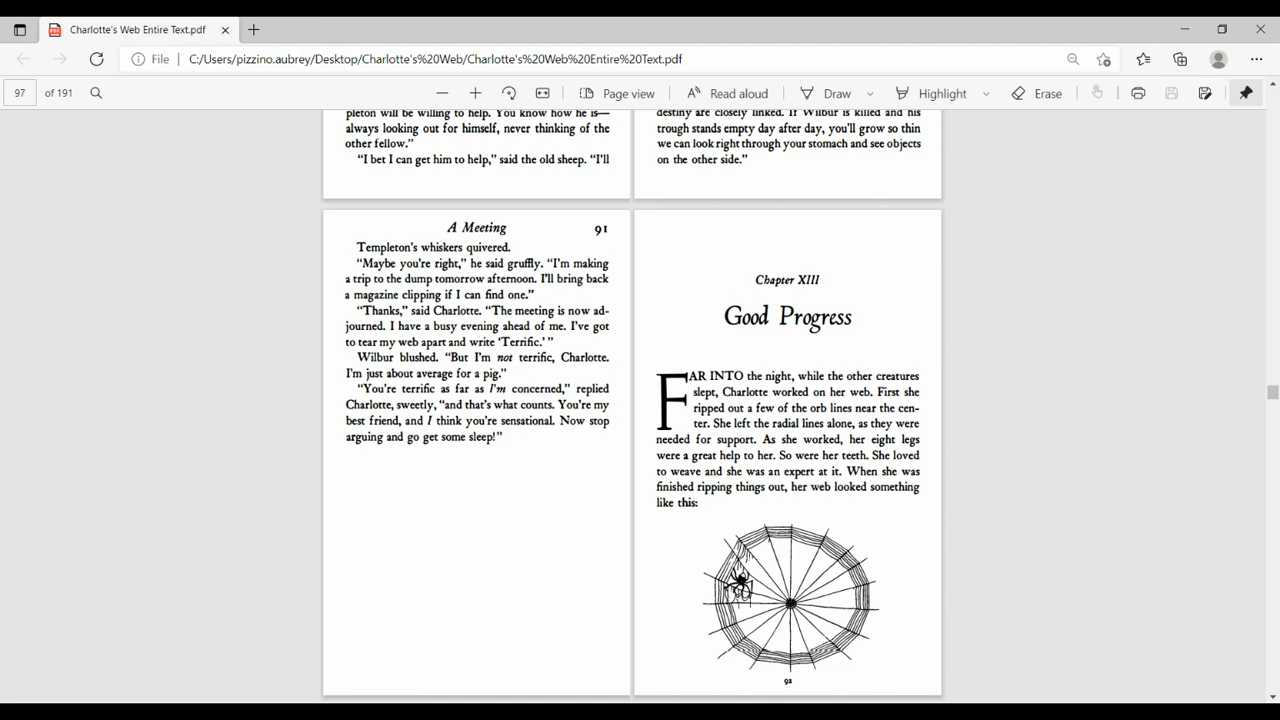 Charlotte's Web Entire Text.pdf
File
C:/Users/pizzino.aubrey/Desktop/Charlotte's%20Web/Charlotte's%20Web%20Entire%20Text.pdf
97 of 191
Page view
Read aloud
Draw
Highlight
Erase
pleton will be willing to help. You know how he is—
always looking out for himself, never thinking of the
other fellow.”
“I bet I can get him to help,” said the old sheep. “I'll
destiny are closely linked. If Wilbur is killed and his
trough stands empty day after day, you'll grow so thin
we can look right through your stomach and see objects
on the other side.”
A Meeting 91
Templeton's whiskers quivered.
“Maybe you're right,” he said gruffly. “I'm making
a trip to the dump tomorrow afternoon. I'll bring back
a magazine clipping if I can find one.”
“Thanks,” said Charlotte. “The meeting is now ad-
journed. I have a busy evening ahead of me. I've got
to tear my web apart and write ‘Terrific.’ ”
Wilbur blushed. “But I'm not terrific, Charlotte.
I'm just about average for a pig.”
“You're terrific as far as I'm concerned,” replied
Charlotte, sweetly, “and that's what counts. You're my
best friend, and I think you're sensational. Now stop
arguing and go get some sleep!”
Chapter XIII
Good Progress
FAR INTO the night, while the other creatures
slept, Charlotte worked on her web. First she
ripped out a few of the orb lines near the cen-
ter. She left the radial lines alone, as they were
needed for support. As she worked, her eight legs
were a great help to her. So were her teeth. She loved
to weave and she was an expert at it. When she was
finished ripping things out, her web looked something
like this:
92